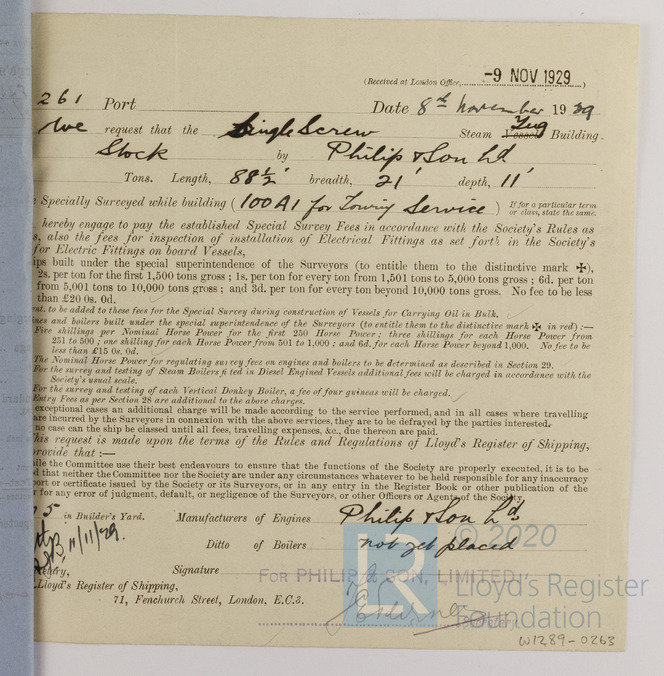 (Received at London Office, -9 NOV 1929 )
261 Port Date 8th November 1929
We request that the Single Screw Steam Vessel Tug Building.
Stock by Philip & Son Ld
Tons. Length, 88½' breadth, 21' depth, 11'
Specially Surveyed while building (100A1 for Towing Service) If for a particular term or class, state the same.
hereby engage to pay the established Special Survey Fees in accordance with the Society's Rules as
s, also the fees for inspection of installation of Electrical Fittings as set forth in the Society's
for Electric Fittings on board Vessels,
ips built under the special superintendence of the Surveyors (to entitle them to the distinctive mark ✠),
2s. per ton for the first 1,500 tons gross; 1s. per ton for every ton from 1,501 to 5,000 tons gross; 6d. per ton
from 5,001 tons to 10,000 tons gross; and 3d. per ton for every ton beyond 10,000 tons gross. No fee to be less
than £20 0s. 0d.
nt. to be added to these fees for the Special Survey during construction of Vessels for Carrying Oil in Bulk.
nes and boilers built under the special superintendence of the Surveyors (to entitle them to the distinctive mark ✠ in red) :—
Five shillings per Nominal Horse Power for the first 250 Horse Power; three shillings for each Horse Power from
251 to 500; one shilling for each Horse Power from 501 to 1,000; and 6d. for each Horse Power beyond 1,000. No fee to be
less than £15 0s. 0d.
The Nominal Horse Power for regulating survey fees on engines and boilers to be determined as described in Section 29.
For the survey and testing of Steam Boilers fitted in Diesel Engined Vessels additional fees will be charged in accordance with the
Society's usual scale.
For the survey and testing of each Vertical Donkey Boiler, a fee of four guineas will be charged.
Entry Fees as per Section 28 are additional to the above charges.
exceptional cases an additional charge will be made according to the service performed, and in all cases where travelling
are incurred by the Surveyors in connexion with the above services, they are to be defrayed by the parties interested.
no case can the ship be classed until all fees, travelling expenses, &c., due thereon are paid.
his request is made upon the terms of the Rules and Regulations of Lloyd's Register of Shipping,
provide that :—
ile the Committee use their best endeavours to ensure that the functions of the Society are properly executed, it is to be
d that neither the Committee nor the Society are under any circumstances whatever to be held responsible for any inaccuracy
port or certificate issued by the Society or its Surveyors, or in any entry in the Register Book or other publication of the
r for any error of judgment, default, or negligence of the Surveyors, or other Officers or Agents of the Society.
5 in Builder's Yard. Manufacturers of Engines Philip & Son Ld
11/11/29. Ditto of Boilers not yet placed
Signature FOR PHILIP & SON, LIMITED,
Lloyd's Register of Shipping,
71, Fenchurch Street, London, E.C.3.
© 2020
LR Lloyd's Register
Foundation
W1289-0263